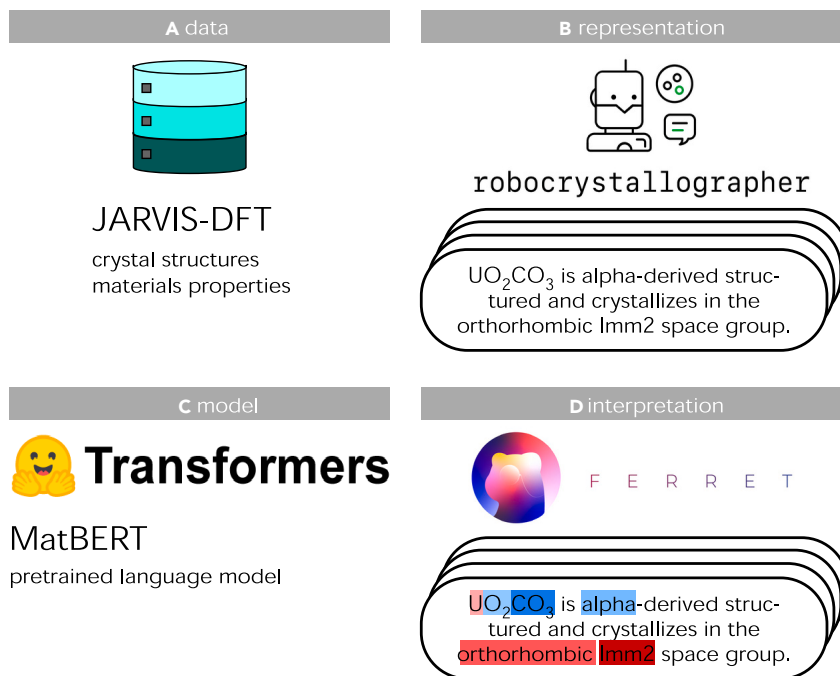 A data
JARVIS-DFT
crystal structures
materials properties
B representation
robocrystallographer
UO₂CO₃ is alpha-derived struc-
tured and crystallizes in the
orthorhombic Imm2 space group.
C model
Transformers
MatBERT
pretrained language model
D interpretation
FERRET
UO₂CO₃ is alpha-derived struc-
tured and crystallizes in the
orthorhombic Imm2 space group.